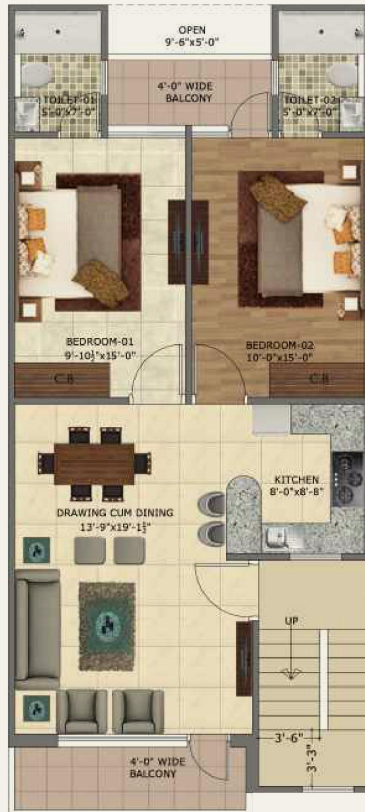 OPEN
9'-6"x5'-0"
4'-0" WIDE
BALCONY
TOILET-01
5'-0"x7'-0"
TOILET-02
5'-0"x7'-0"
BEDROOM-01
9'-10½"x15'-0"
BEDROOM-02
10'-0"x15'-0"
C.B
C.B
KITCHEN
8'-0"x8'-8"
DRAWING CUM DINING
13'-9"x19'-1½"
UP
3'-6"
3'-3"
4'-0" WIDE
BALCONY